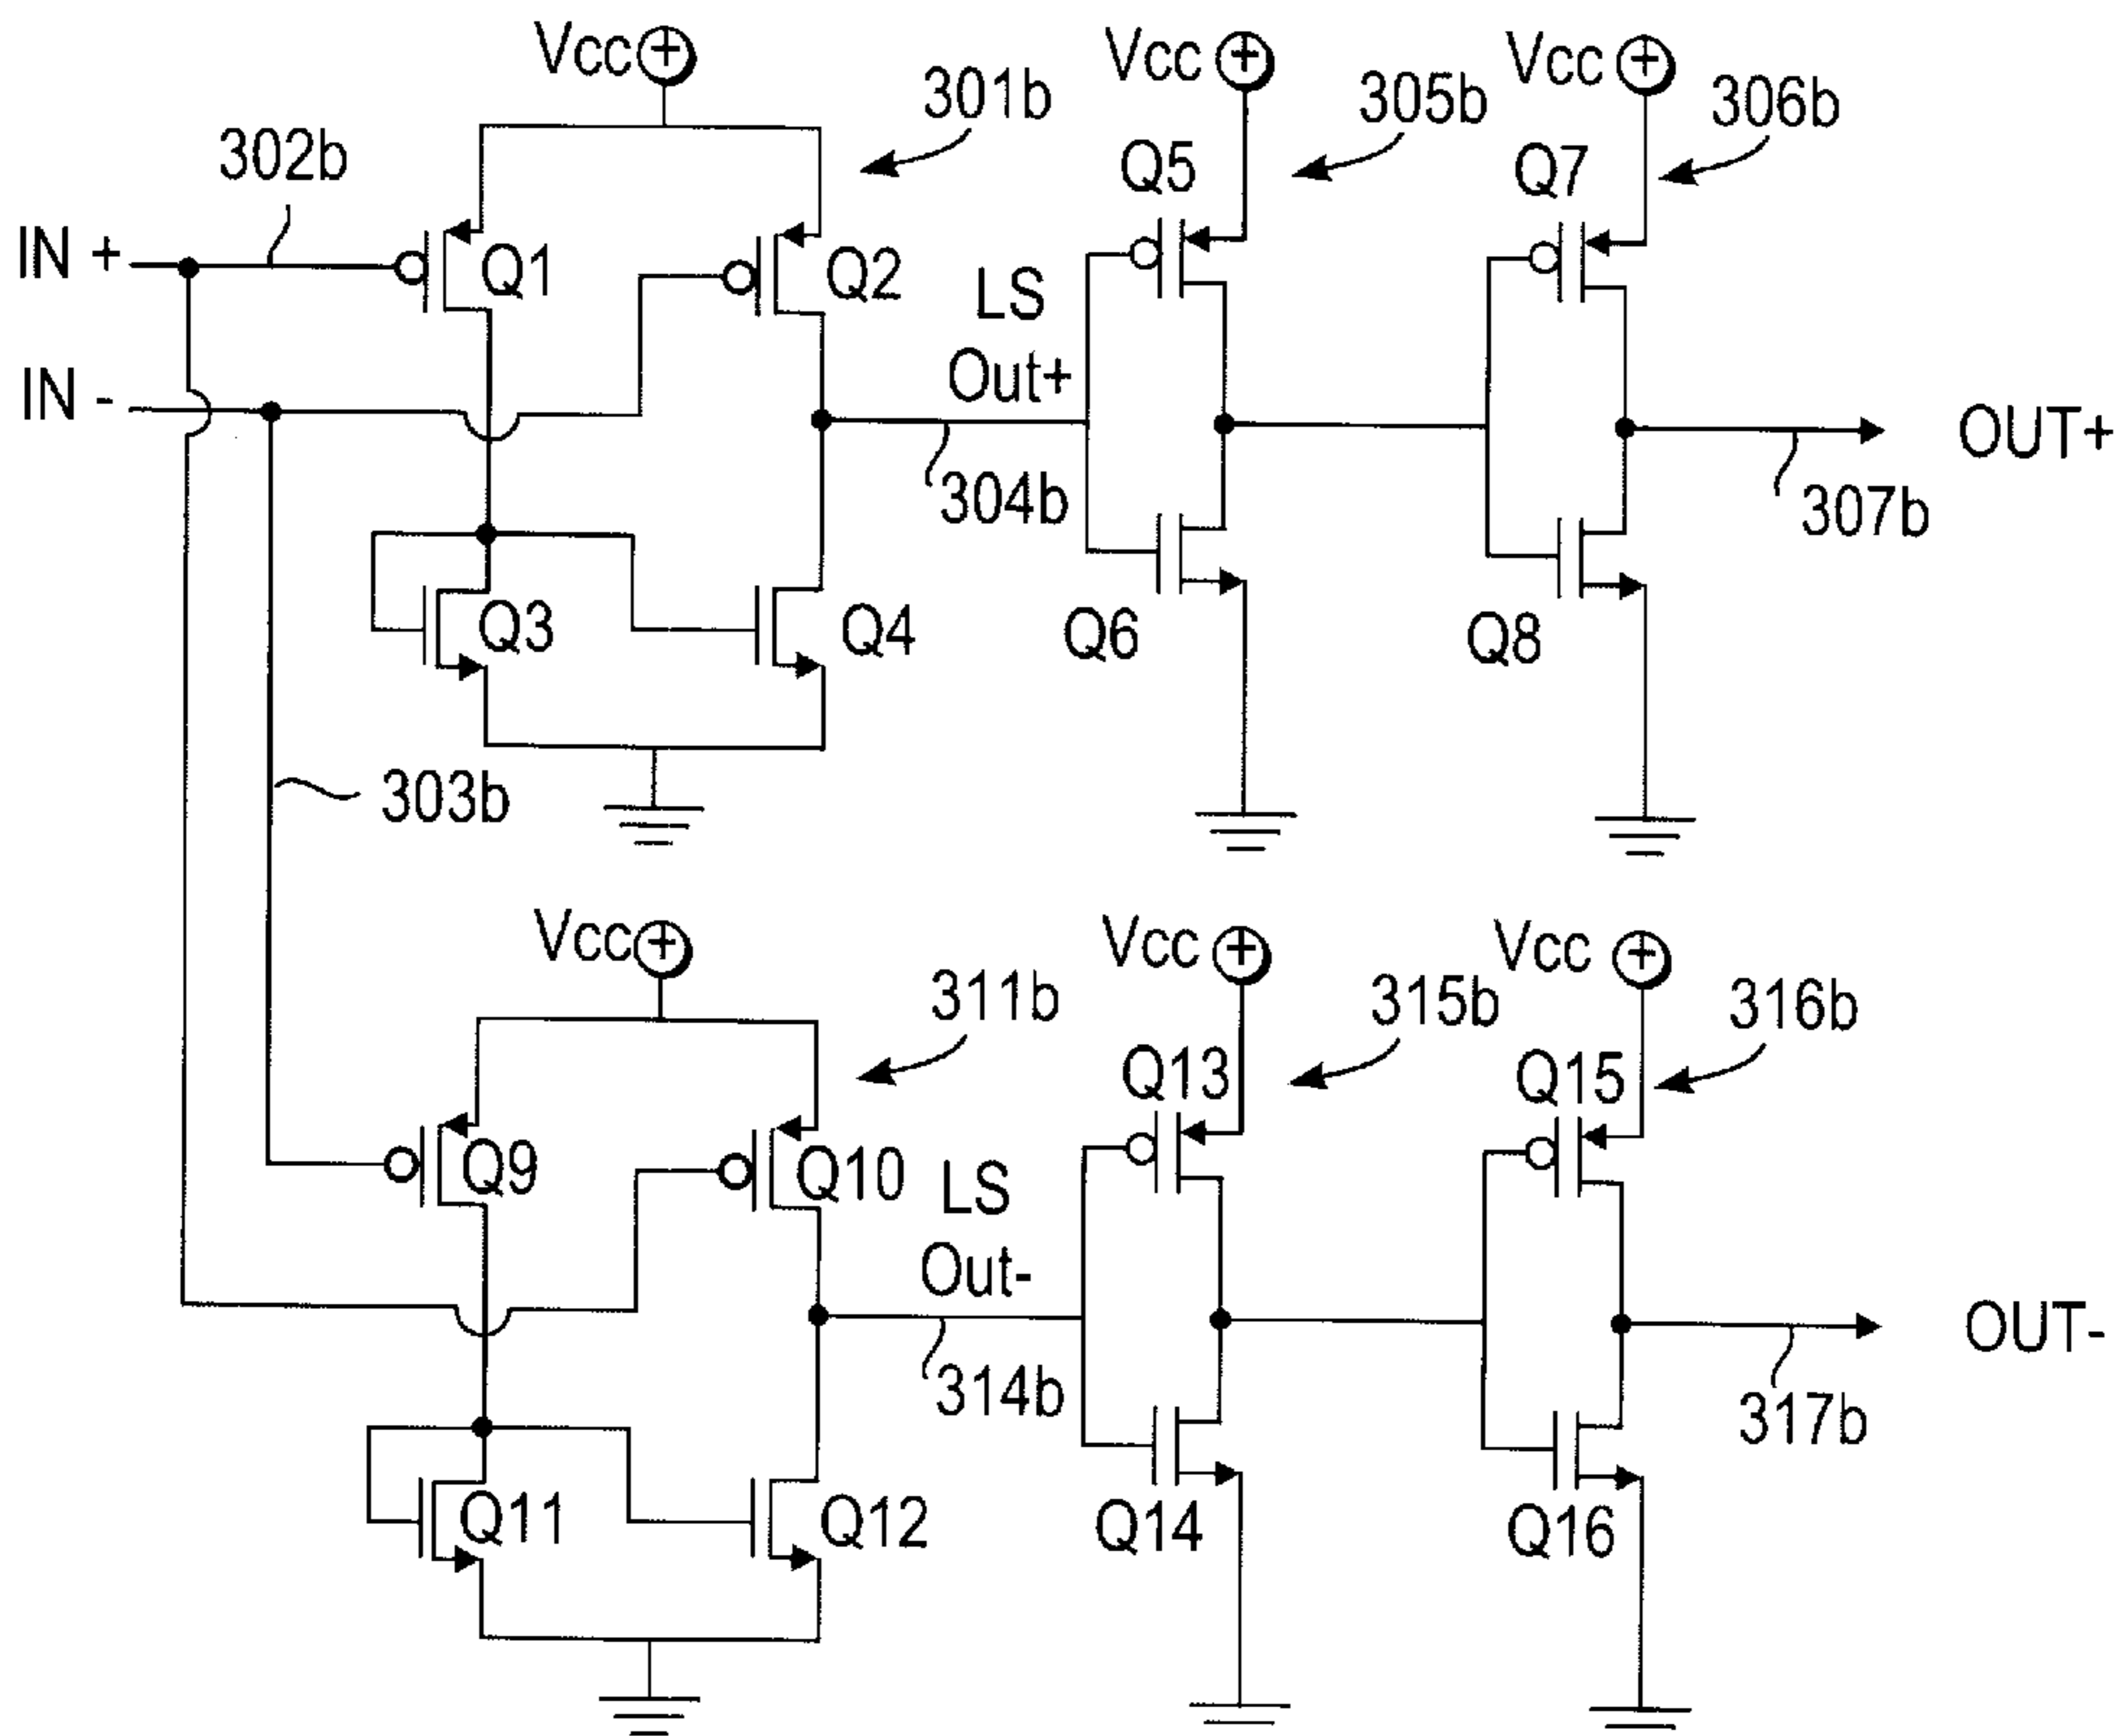 Vcc
Vcc
Vcc
301b
305b
306b
302b
Q5
Q7
IN +
Q1
Q2
LS
Out+
IN -
OUT+
304b
307b
Q3
Q4
Q6
Q8
303b
Vcc
Vcc
Vcc
311b
315b
316b
Q13
Q15
Q9
Q10
LS
Out-
OUT-
314b
317b
Q11
Q12
Q14
Q16